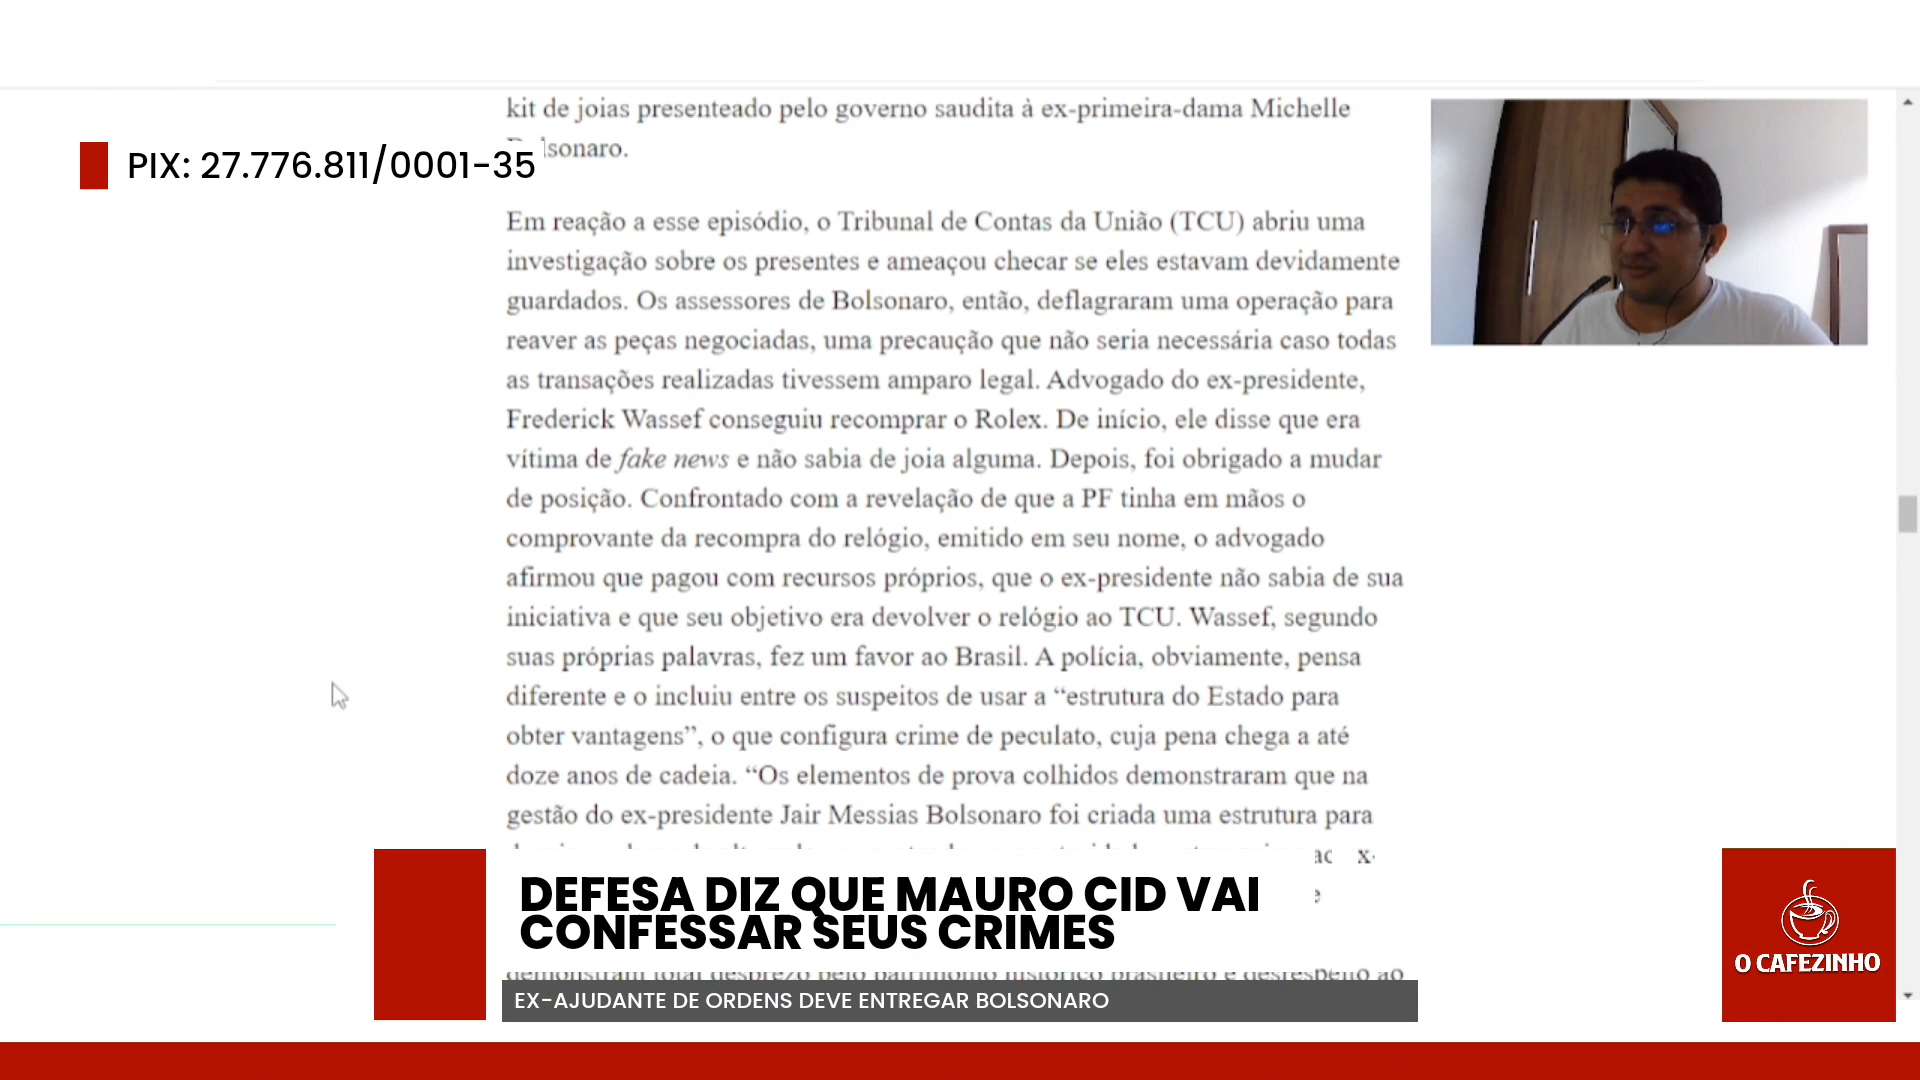 kit de joias presenteado pelo governo saudita à ex-primeira-dama Michelle
lsonaro.
PIX: 27.776.811/0001-35
Em reação a esse episódio, o Tribunal de Contas da União (TCU) abriu uma
investigação sobre os presentes e ameaçou checar se eles estavam devidamente
guardados. Os assessores de Bolsonaro, então, deflagraram uma operação para
reaver as peças negociadas, uma precaução que não seria necessária caso todas
as transações realizadas tivessem amparo legal. Advogado do ex-presidente,
Frederick Wassef conseguiu recomprar o Rolex. De início, ele disse que era
vítima de fake news e não sabia de joia alguma. Depois, foi obrigado a mudar
de posição. Confrontado com a revelação de que a PF tinha em mãos o
comprovante da recompra do relógio, emitido em seu nome, o advogado
afirmou que pagou com recursos próprios, que o ex-presidente não sabia de sua
iniciativa e que seu objetivo era devolver o relógio ao TCU. Wassef, segundo
suas próprias palavras, fez um favor ao Brasil. A polícia, obviamente, pensa
diferente e o incluiu entre os suspeitos de usar a “estrutura do Estado para
obter vantagens”, o que configura crime de peculato, cuja pena chega a até
doze anos de cadeia. “Os elementos de prova colhidos demonstraram que na
gestão do ex-presidente Jair Messias Bolsonaro foi criada uma estrutura para
DEFESA DIZ QUE MAURO CID VAI
CONFESSAR SEUS CRIMES
demonstram total desprezo pelo patrimônio histórico brasileiro e desrespeito ao
EX-AJUDANTE DE ORDENS DEVE ENTREGAR BOLSONARO
O CAFEZINHO